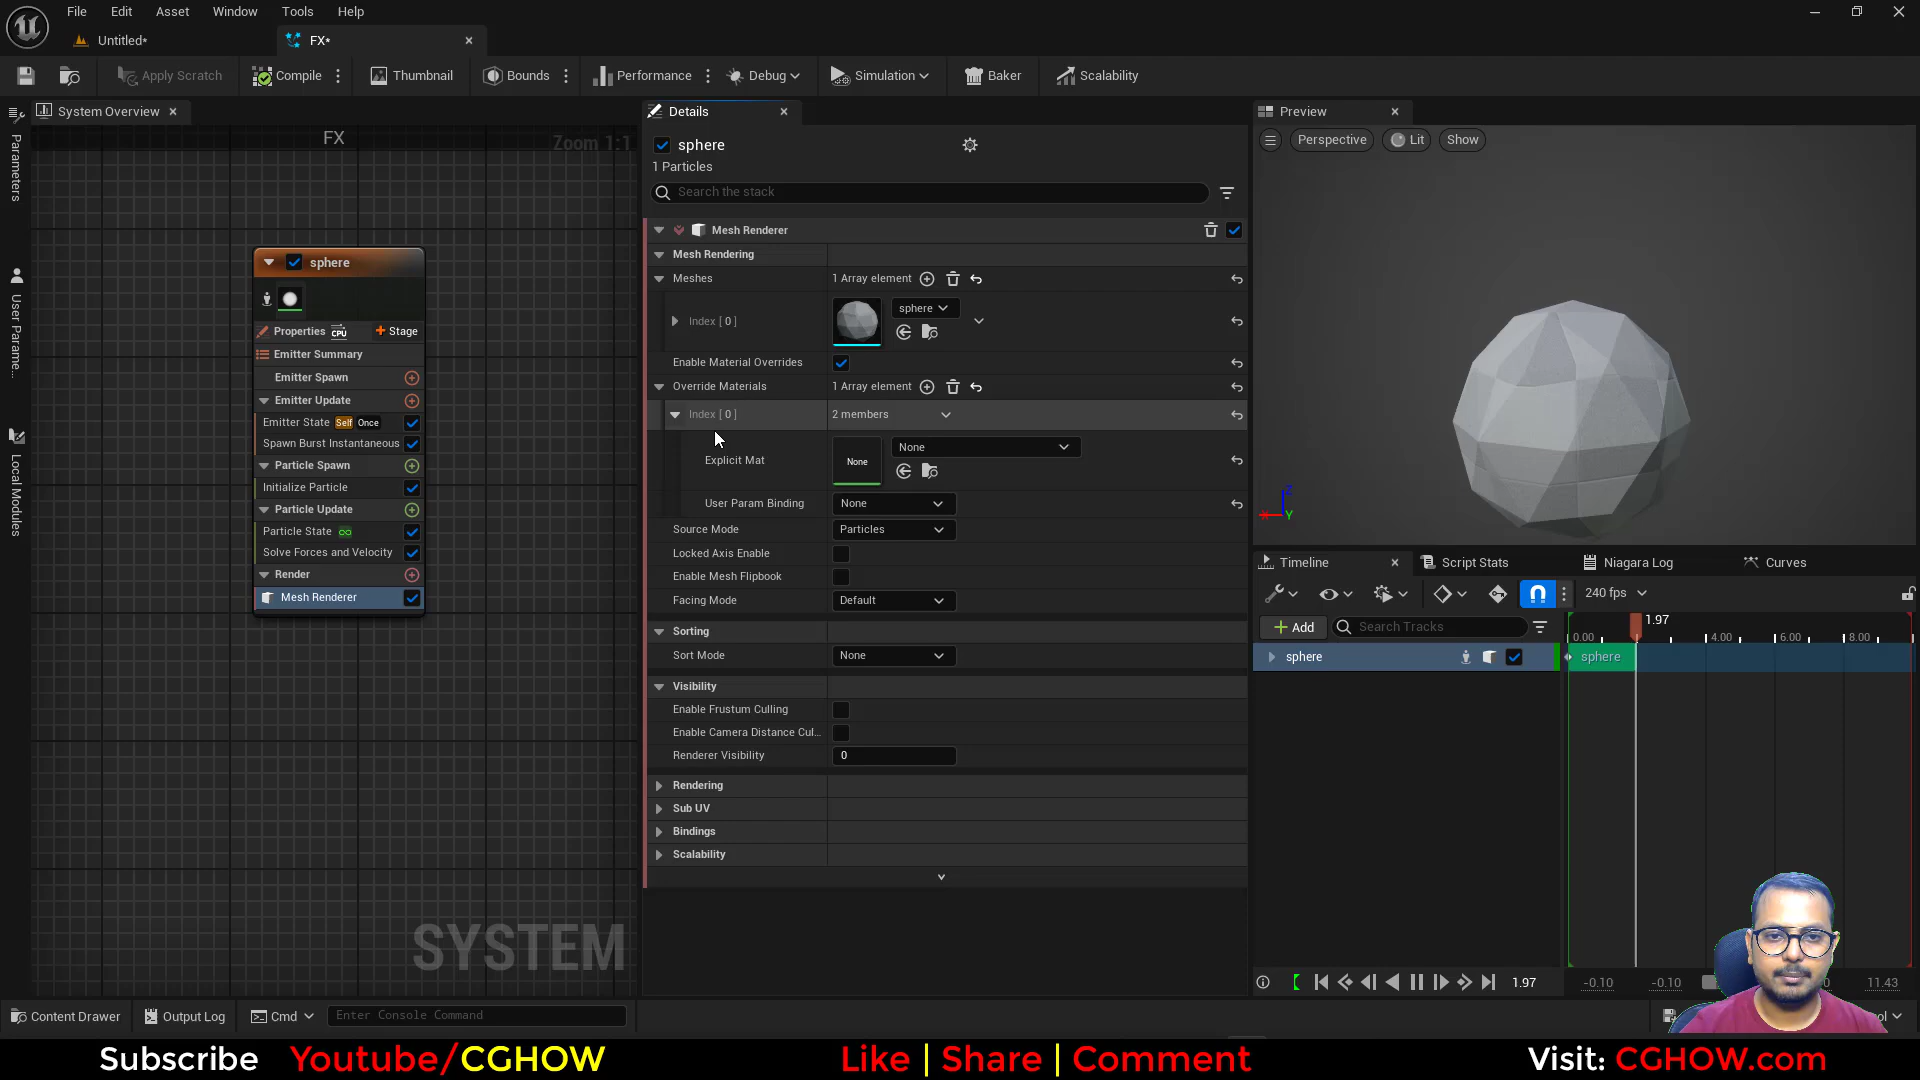 File Edit Asset Window Tools Help
Untitled*
FX*
Apply Scratch Compile Thumbnail Bounds Performance Debug Simulation Baker Scalability
System Overview
Details
Preview
Parameters
User Parame...
Local Modules
FX
Zoom 1:1
sphere
Properties CPU + Stage
Emitter Summary
Emitter Spawn
Emitter Update
Emitter State Self Once
Spawn Burst Instantaneous
Particle Spawn
Initialize Particle
Particle Update
Particle State
Solve Forces and Velocity
Render
Mesh Renderer
SYSTEM
sphere
1 Particles
Search the stack
Mesh Renderer
Mesh Rendering
Meshes 1 Array element
Index [ 0 ] sphere
Enable Material Overrides
Override Materials 1 Array element
Index [ 0 ] 2 members
Explicit Mat None None
User Param Binding None
Source Mode Particles
Locked Axis Enable
Enable Mesh Flipbook
Facing Mode Default
Sorting
Sort Mode None
Visibility
Enable Frustum Culling
Enable Camera Distance Cul...
Renderer Visibility 0
Rendering
Sub UV
Bindings
Scalability
Perspective Lit Show
Z
X Y
Timeline Script Stats Niagara Log Curves
240 fps
+ Add Search Tracks
1.97
0.00 4.00 6.00 8.00
sphere
sphere
1.97 -0.10 -0.10 11.43
Content Drawer Output Log Cmd Enter Console Command
Subscribe Youtube/CGHOW Like | Share | Comment Visit: CGHOW.com